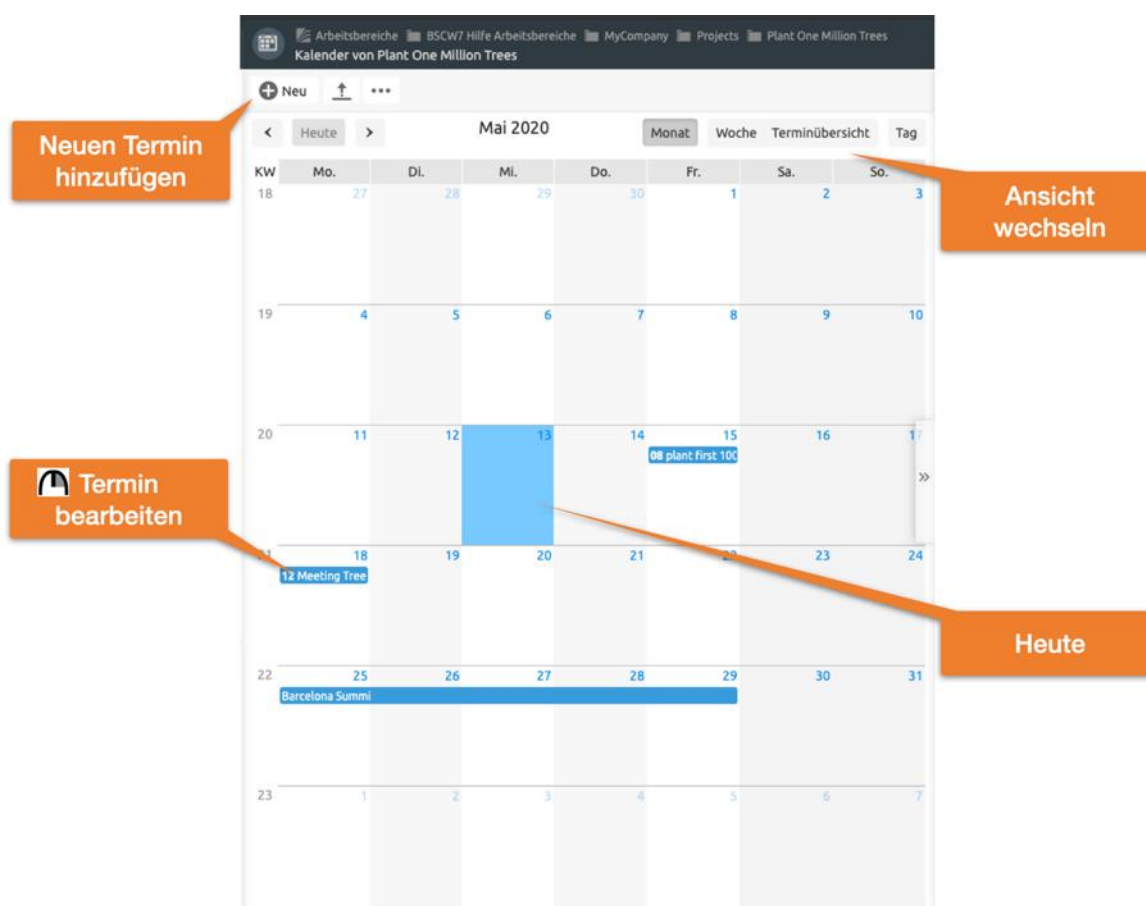 Arbeitsbereiche BSCW7 Hilfe Arbeitsbereiche MyCompany Projects Plant One Million Trees
Kalender von Plant One Million Trees
Neu
Neuen Termin
hinzufügen
Heute
Mai 2020
Monat Woche Terminübersicht Tag
KW Mo. Di. Mi. Do. Fr. Sa. So.
Ansicht
wechseln
18 27 28 29 30 1 2 3
19 4 5 6 7 8 9 10
20 11 12 13 14 15 16 17
08 plant first 100
Termin
bearbeiten
21 18 19 20 21 22 23 24
12 Meeting Tree
Heute
22 25 26 27 28 29 30 31
Barcelona Summi
23 1 2 3 4 5 6 7